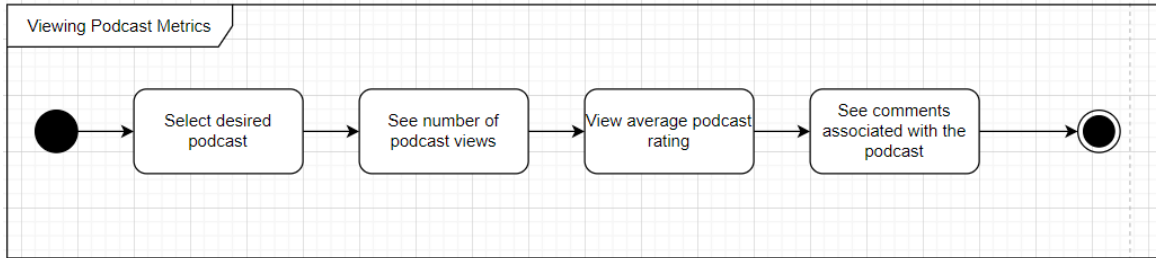 Viewing Podcast Metrics
Select desired
podcast
See number of
podcast views
View average podcast
rating
See comments
associated with the
podcast